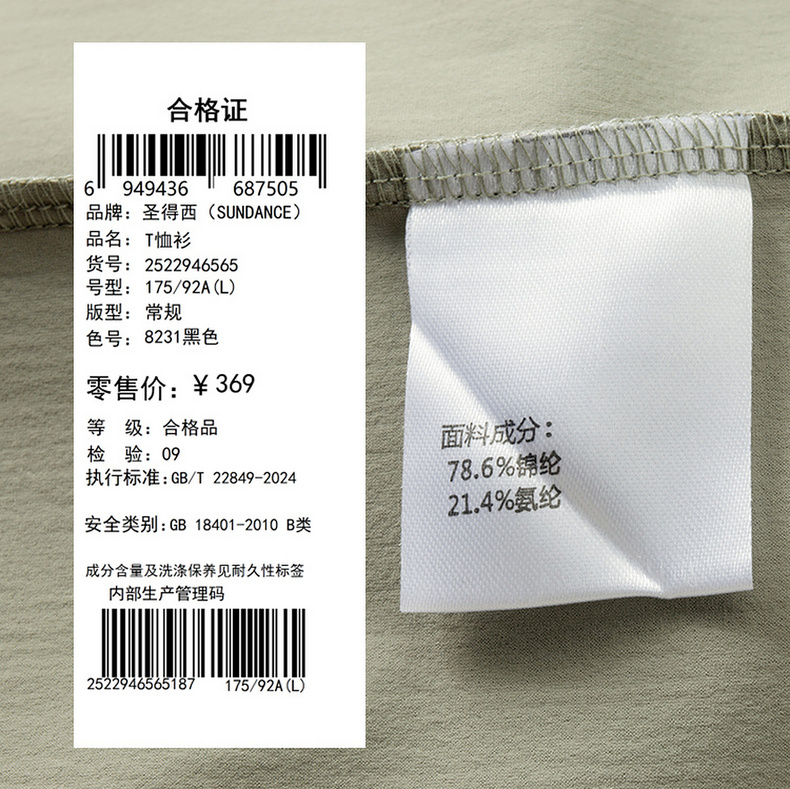 合格证
6 949436 687505
品牌：圣得西（SUNDANCE）
品名：T恤衫
货号：2522946565
号型：175/92A(L)
版型：常规
色号：8231黑色
零售价：￥369
等 级：合格品
检 验：09
执行标准:GB/T 22849-2024
安全类别:GB 18401-2010 B类
成分含量及洗涤保养见耐久性标签
内部生产管理码
2522946565187 175/92A(L)
面料成分：
78.6%锦纶
21.4%氨纶